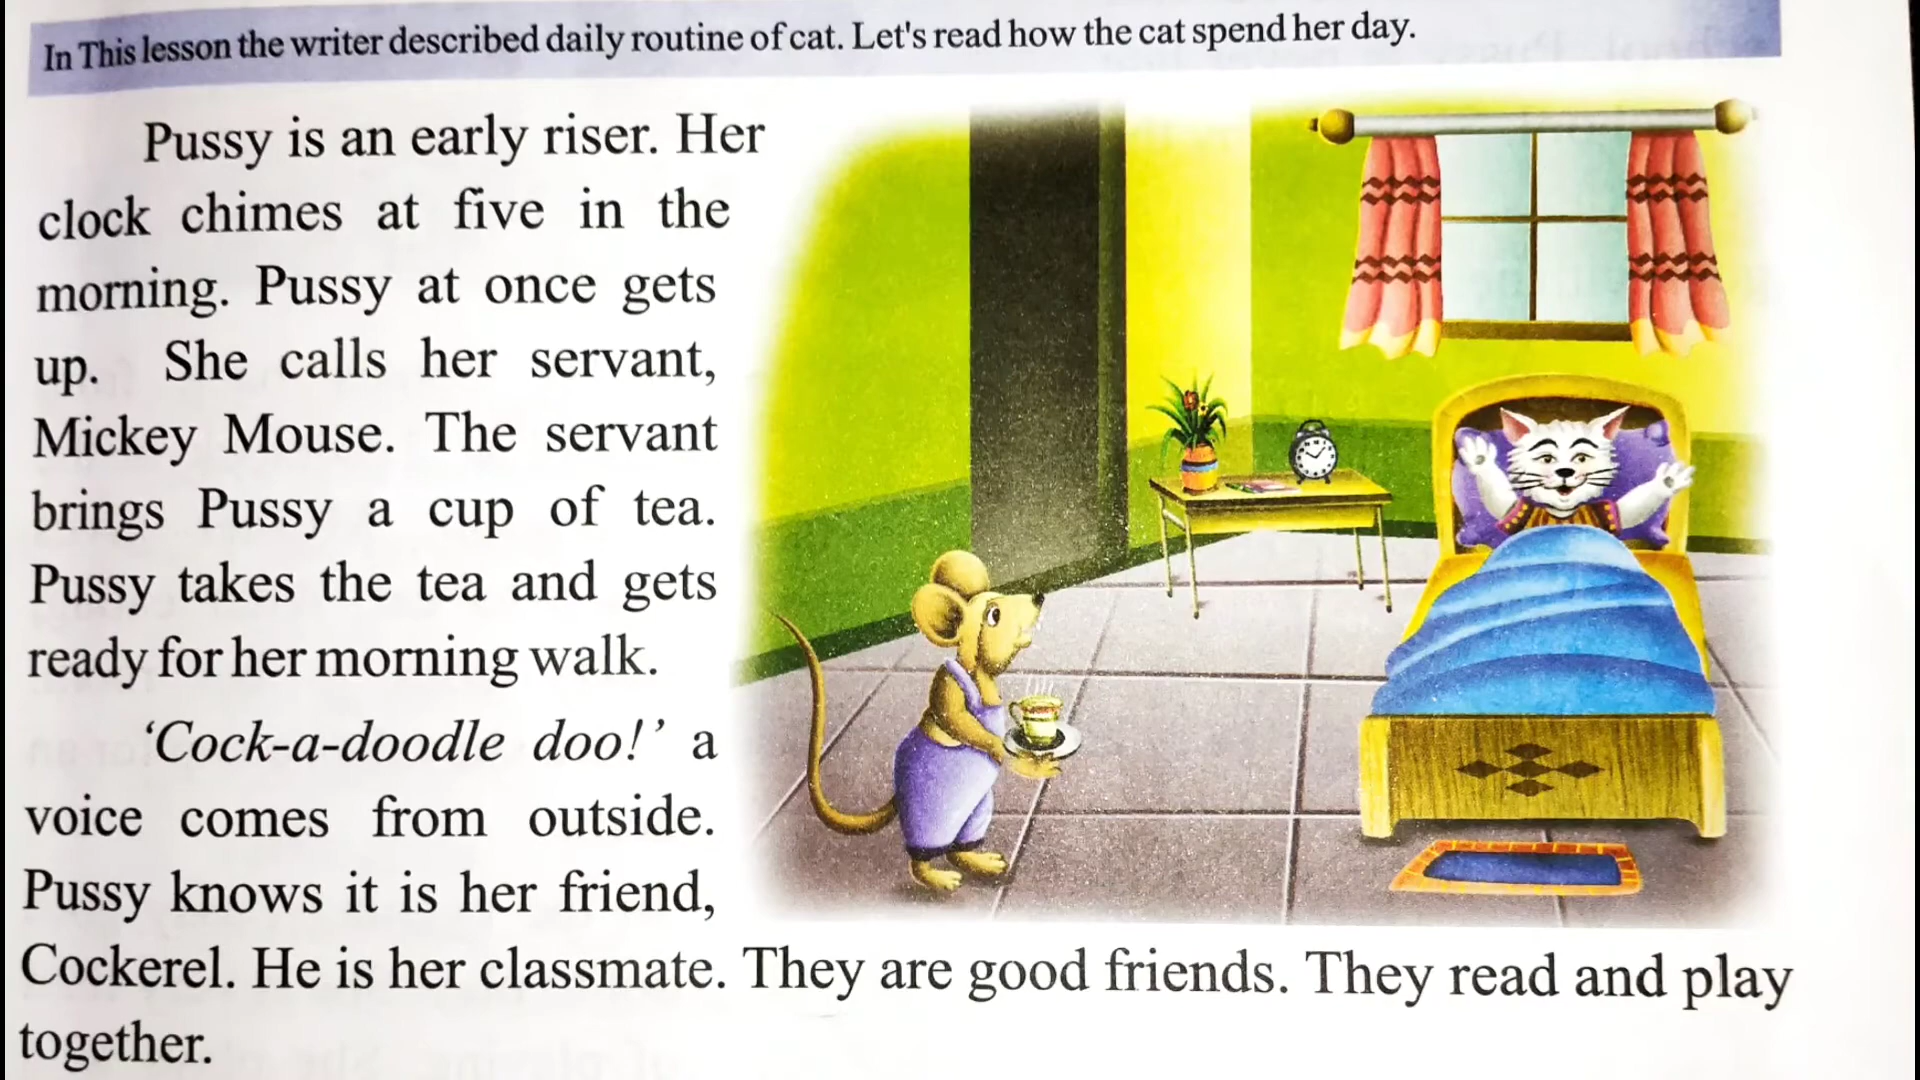 In This lesson the writer described daily routine of cat. Let's read how the cat spend her day.
Pussy is an early riser. Her
clock chimes at five in the
morning. Pussy at once gets
up. She calls her servant,
Mickey Mouse. The servant
brings Pussy a cup of tea.
Pussy takes the tea and gets
ready for her morning walk.
‘Cock-a-doodle doo!’ a
voice comes from outside.
Pussy knows it is her friend,
Cockerel. He is her classmate. They are good friends. They read and play
together.